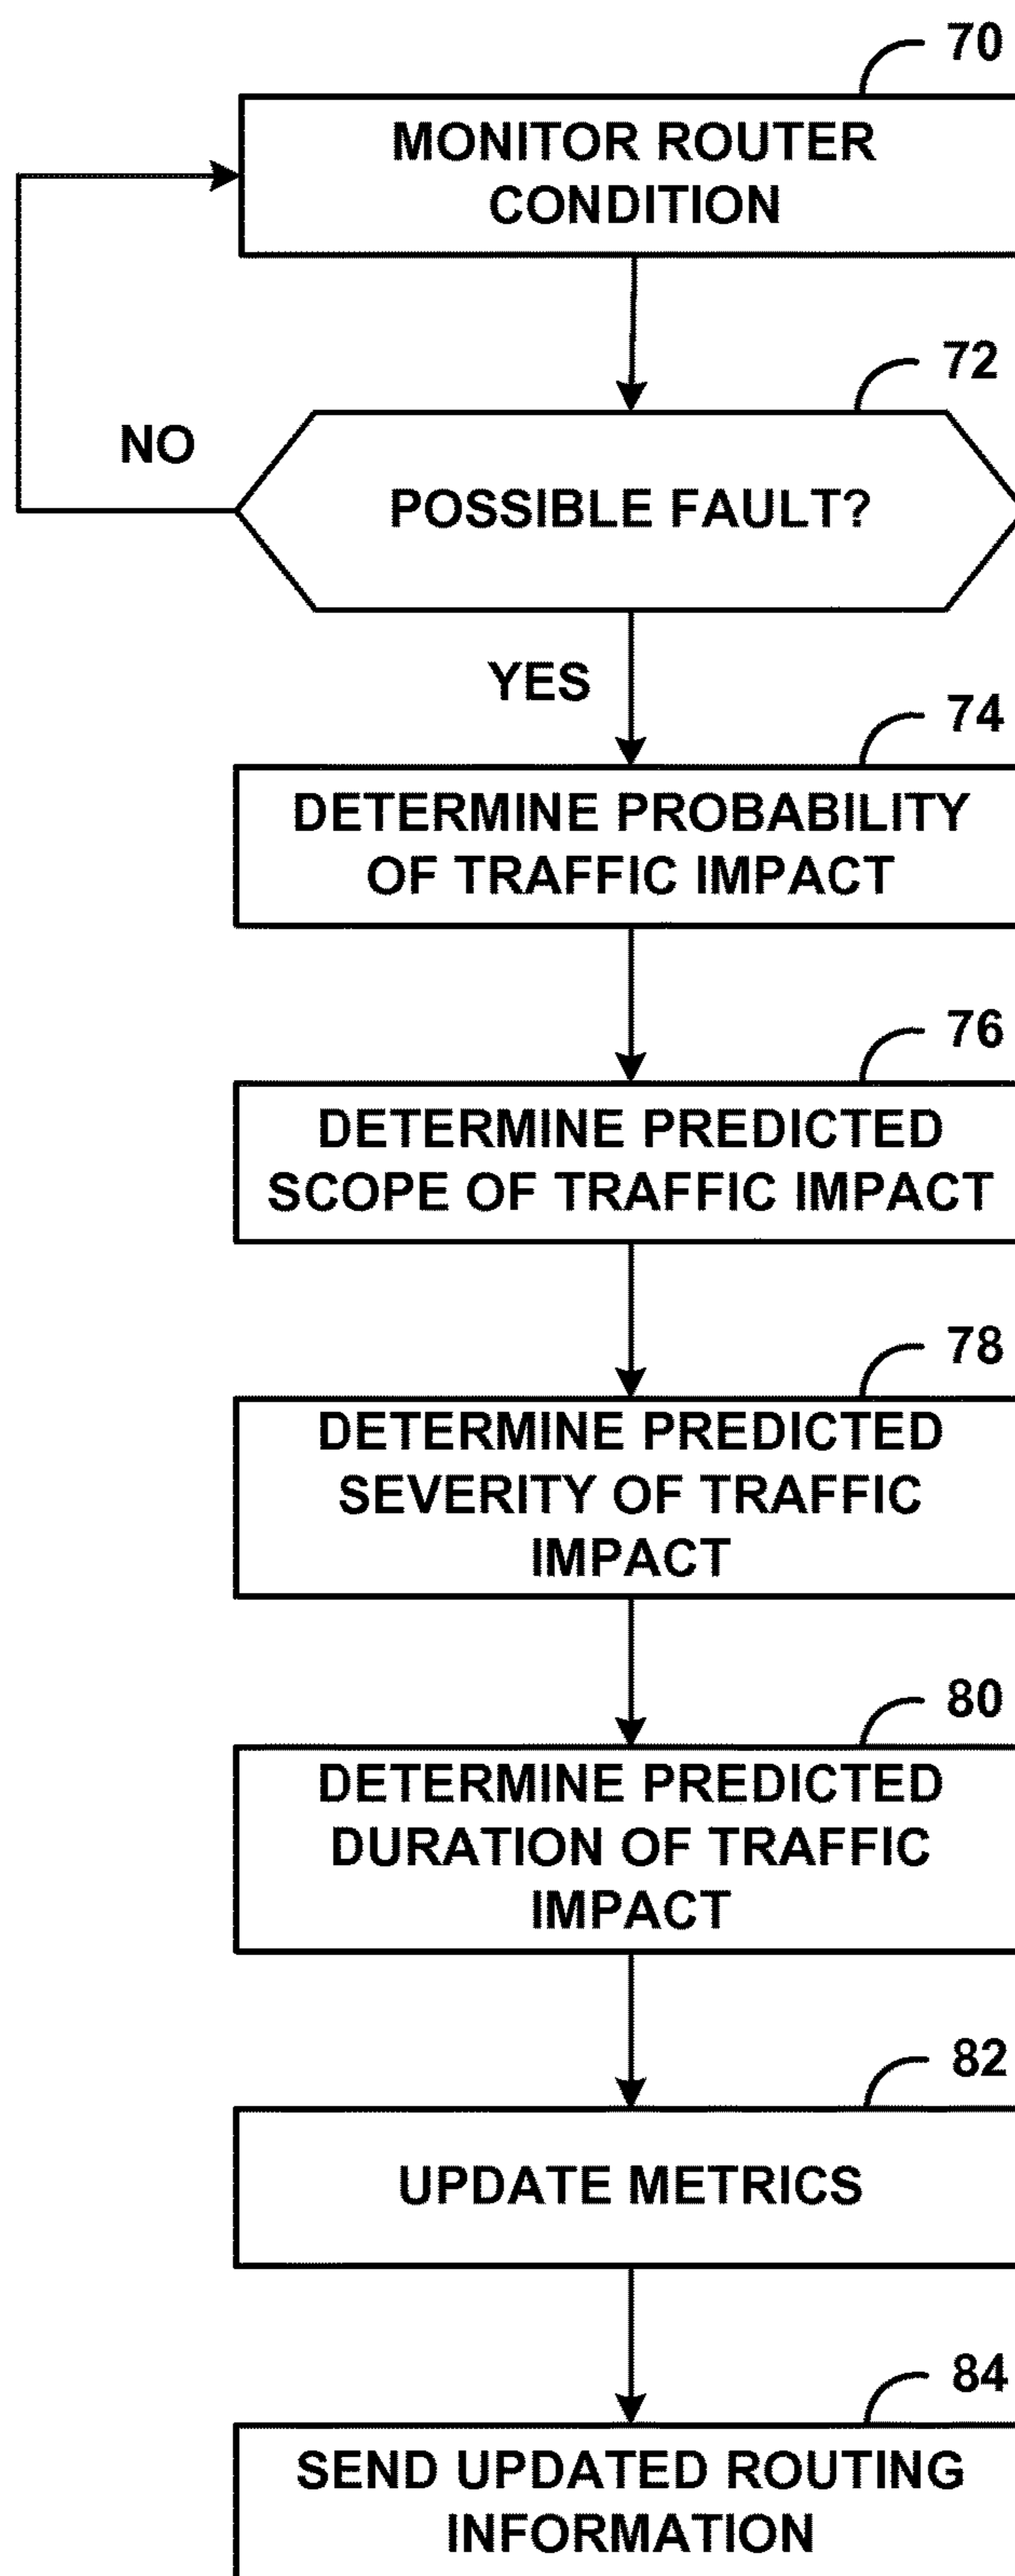 70
MONITOR ROUTER
CONDITION
72
NO
POSSIBLE FAULT?
YES
74
DETERMINE PROBABILITY
OF TRAFFIC IMPACT
76
DETERMINE PREDICTED
SCOPE OF TRAFFIC IMPACT
78
DETERMINE PREDICTED
SEVERITY OF TRAFFIC
IMPACT
80
DETERMINE PREDICTED
DURATION OF TRAFFIC
IMPACT
82
UPDATE METRICS
84
SEND UPDATED ROUTING
INFORMATION